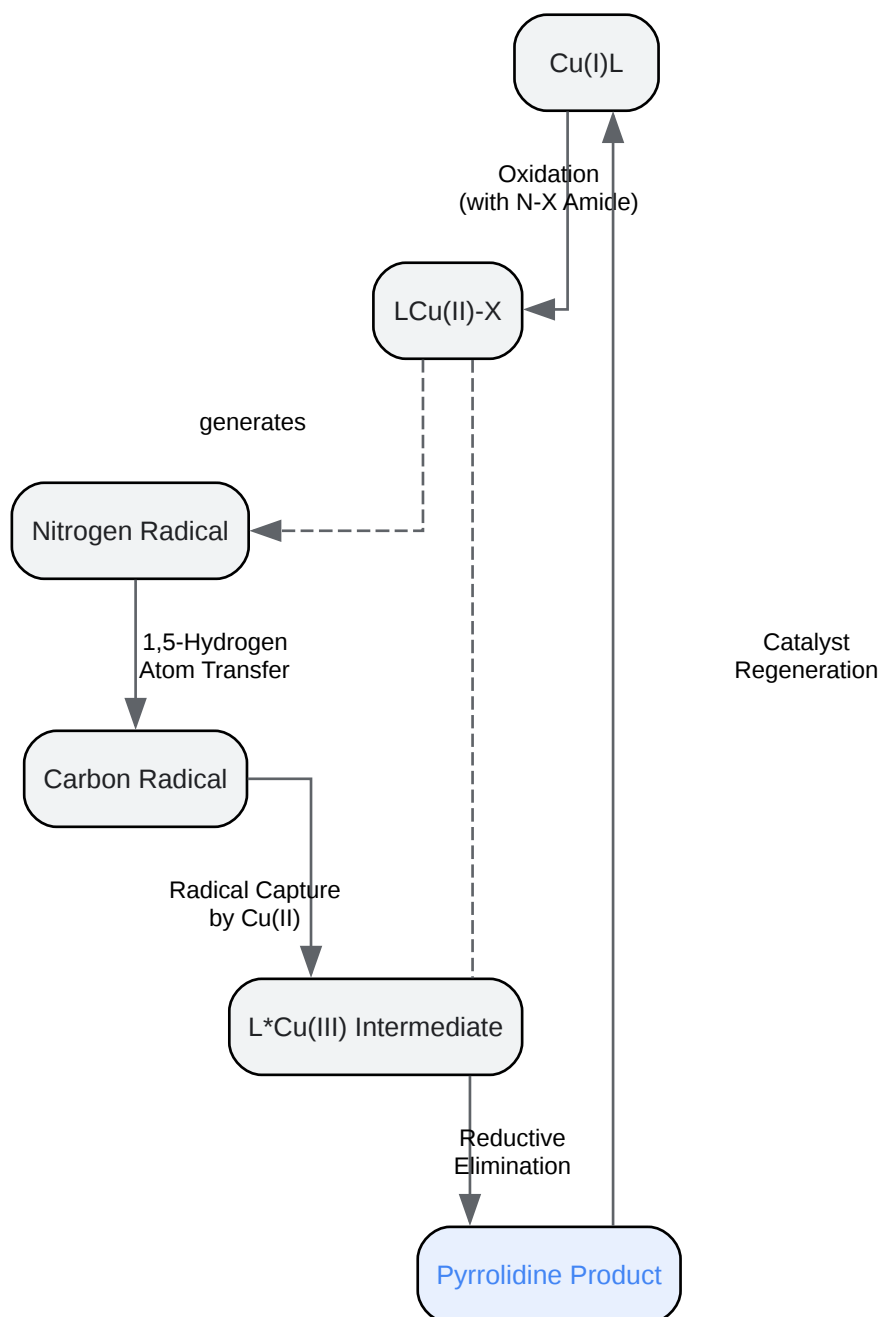 Cu(I)L
Oxidation
(with N-X Amide)
LCu(II)-X
generates
Nitrogen Radical
1,5-Hydrogen
Atom Transfer
Catalyst
Regeneration
Carbon Radical
Radical Capture
by Cu(II)
L*Cu(III) Intermediate
Reductive
Elimination
Pyrrolidine Product